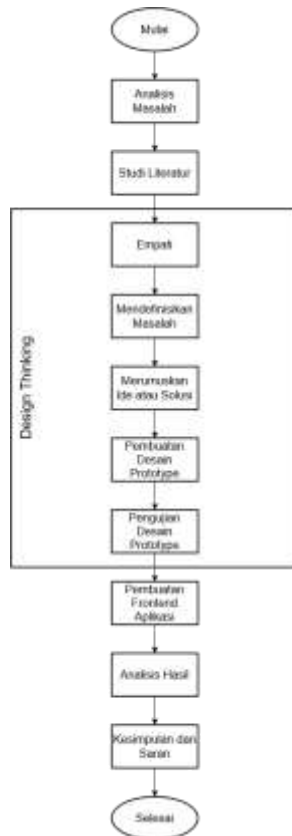 Mulai
Analisis
Masalah
Studi Literatur
Design Thinking
Empati
Mendefinisikan
Masalah
Merumuskan
Ide atau Solusi
Pembuatan
Desain
Prototype
Pengujian
Desain
Prototype
Pembuatan
Frontend
Aplikasi
Analisis Hasil
Kesimpulan dan
Saran
Selesai